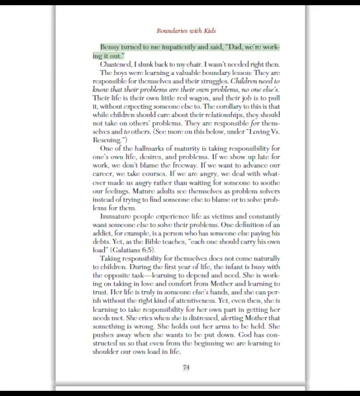 Boundaries with Kids
Benny turned to me impatiently and said, "Dad, we're work-
ing it out."
Chastened, I slunk back to my chair. I wasn't needed right then.
The boys were learning a valuable boundary lesson: They are
responsible for themselves and their struggles. Children need to
know that their problems are their own problems, no one else's.
Their life is their own little red wagon, and their job is to pull
it, without expecting someone else to. The corollary to this is that
while children should care about their relationships, they should
not take on others' problems. They are responsible for them-
selves and to others. (See more on this below, under "Loving Vs.
Rescuing.")
One of the hallmarks of maturity is taking responsibility for
one's own life, desires, and problems. If we show up late for
work, we don't blame the freeway. If we want to advance our
career, we take courses. If we are angry, we deal with what-
ever made us angry rather than waiting for someone to soothe
our feelings. Mature adults see themselves as problem solvers
instead of trying to find someone else to blame or to solve prob-
lems for them.
Immature people experience life as victims and constantly
want someone else to solve their problems. One definition of an
addict, for example, is a person who has someone else paying his
debts. Yet, as the Bible teaches, "each one should carry his own
load" (Galatians 6:5).
Taking responsibility for themselves does not come naturally
to children. During the first year of life, the infant is busy with
the opposite task—learning to depend and need. She is work-
ing on taking in love and comfort from Mother and learning to
trust. Her life is truly in someone else's hands, and she can per-
ish without the right kind of attentiveness. Yet, even then, she is
learning to take responsibility for her own part in getting her
needs met. She cries when she is distressed, alerting Mother that
something is wrong. She holds out her arms to be held. She
pushes away when she wants to be put down. God has con-
structed us so that even from the beginning we are learning to
shoulder our own load in life.
74